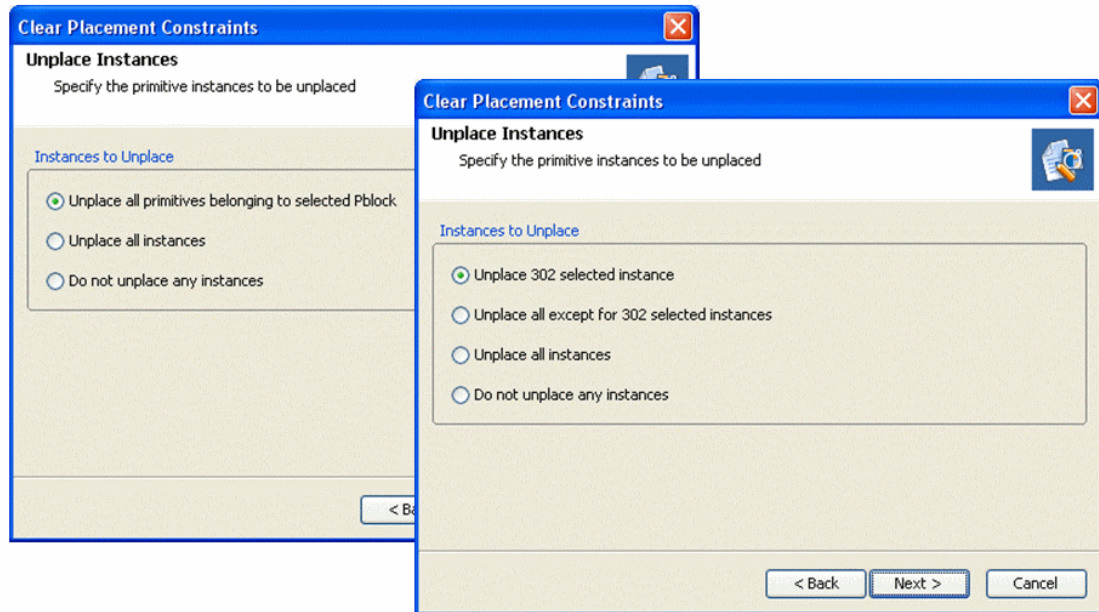 Clear Placement Constraints
Unplace Instances
Specify the primitive instances to be unplaced
Instances to Unplace
Unplace all primitives belonging to selected Pblock
Unplace all instances
Do not unplace any instances
Clear Placement Constraints
Unplace Instances
Specify the primitive instances to be unplaced
Instances to Unplace
Unplace 302 selected instance
Unplace all except for 302 selected instances
Unplace all instances
Do not unplace any instances
< Back Next > Cancel